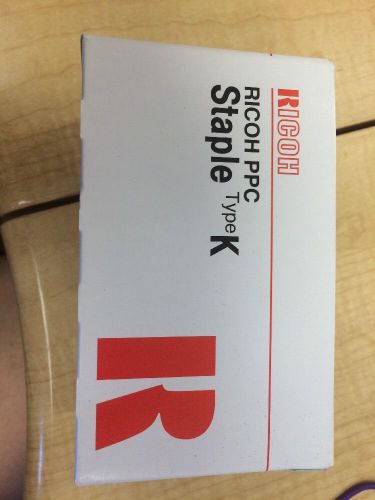 RICOH
RICOH PPC
Staple Type K
R